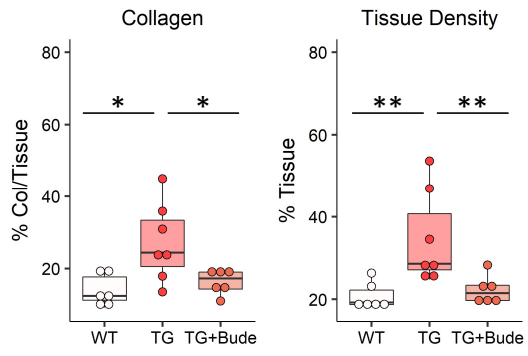 Collagen
80
60
40
20
% Col/Tissue
* *
WT TG TG+Bude
Tissue Density
80
60
40
20
% Tissue
** **
WT TG TG+Bude